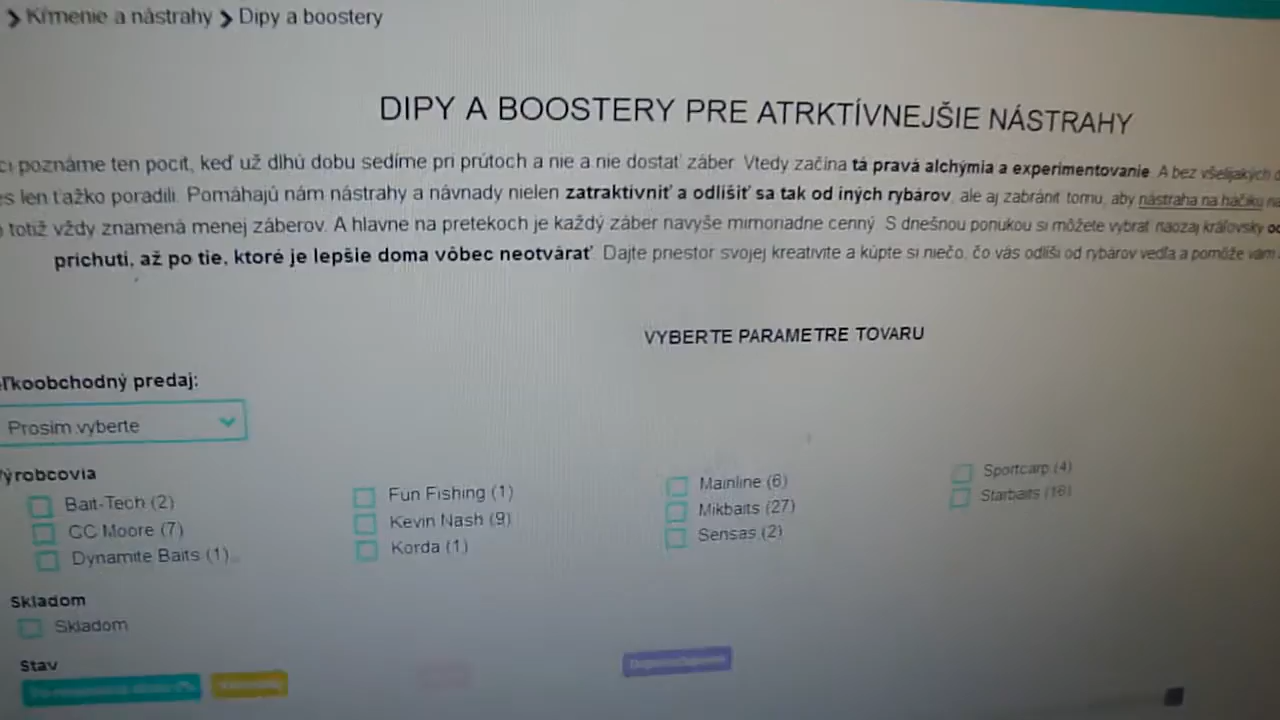 Kŕmenie a nástrahy
Dipy a boostery
DIPY A BOOSTERY PRE ATRKTÍVNEJŠIE NÁSTRAHY
poznáme ten pocit, keď už dlhú dobu sedíme pri prútoch a nie a nie dostať záber. Vtedy začína tá pravá alchýmia a experimentovanie. A bez všelijakých
len ťažko poradili. Pomáhajú nám nástrahy a návnady nielen zatraktívniť a odlíšiť sa tak od iných rybárov, ale aj zabrániť tomu, aby nástraha na háčiku
totiž vždy znamená menej záberov. A hlavne na pretekoch je každý záber navyše mimoriadne cenný. S dnešnou ponukou si môžete vybrať naozaj kráľovsky
príchuti, až po tie, ktoré je lepšie doma vôbec neotvárať. Dajte priestor svojej kreativite a kúpte si niečo, čo vás odlíši od rybárov vedľa a pomôže vám
VYBERTE PARAMETRE TOVARU
eľkoobchodný predaj:
Prosím vyberte
Výrobcovia
Bait-Tech (2)
CC Moore (7)
Dynamite Baits (1)
Fun Fishing (1)
Kevin Nash (9)
Korda (1)
Mainline (6)
Mikbaits (27)
Sensas (2)
Sportcarp (4)
Starbaits (16)
Skladom
Skladom
Stav